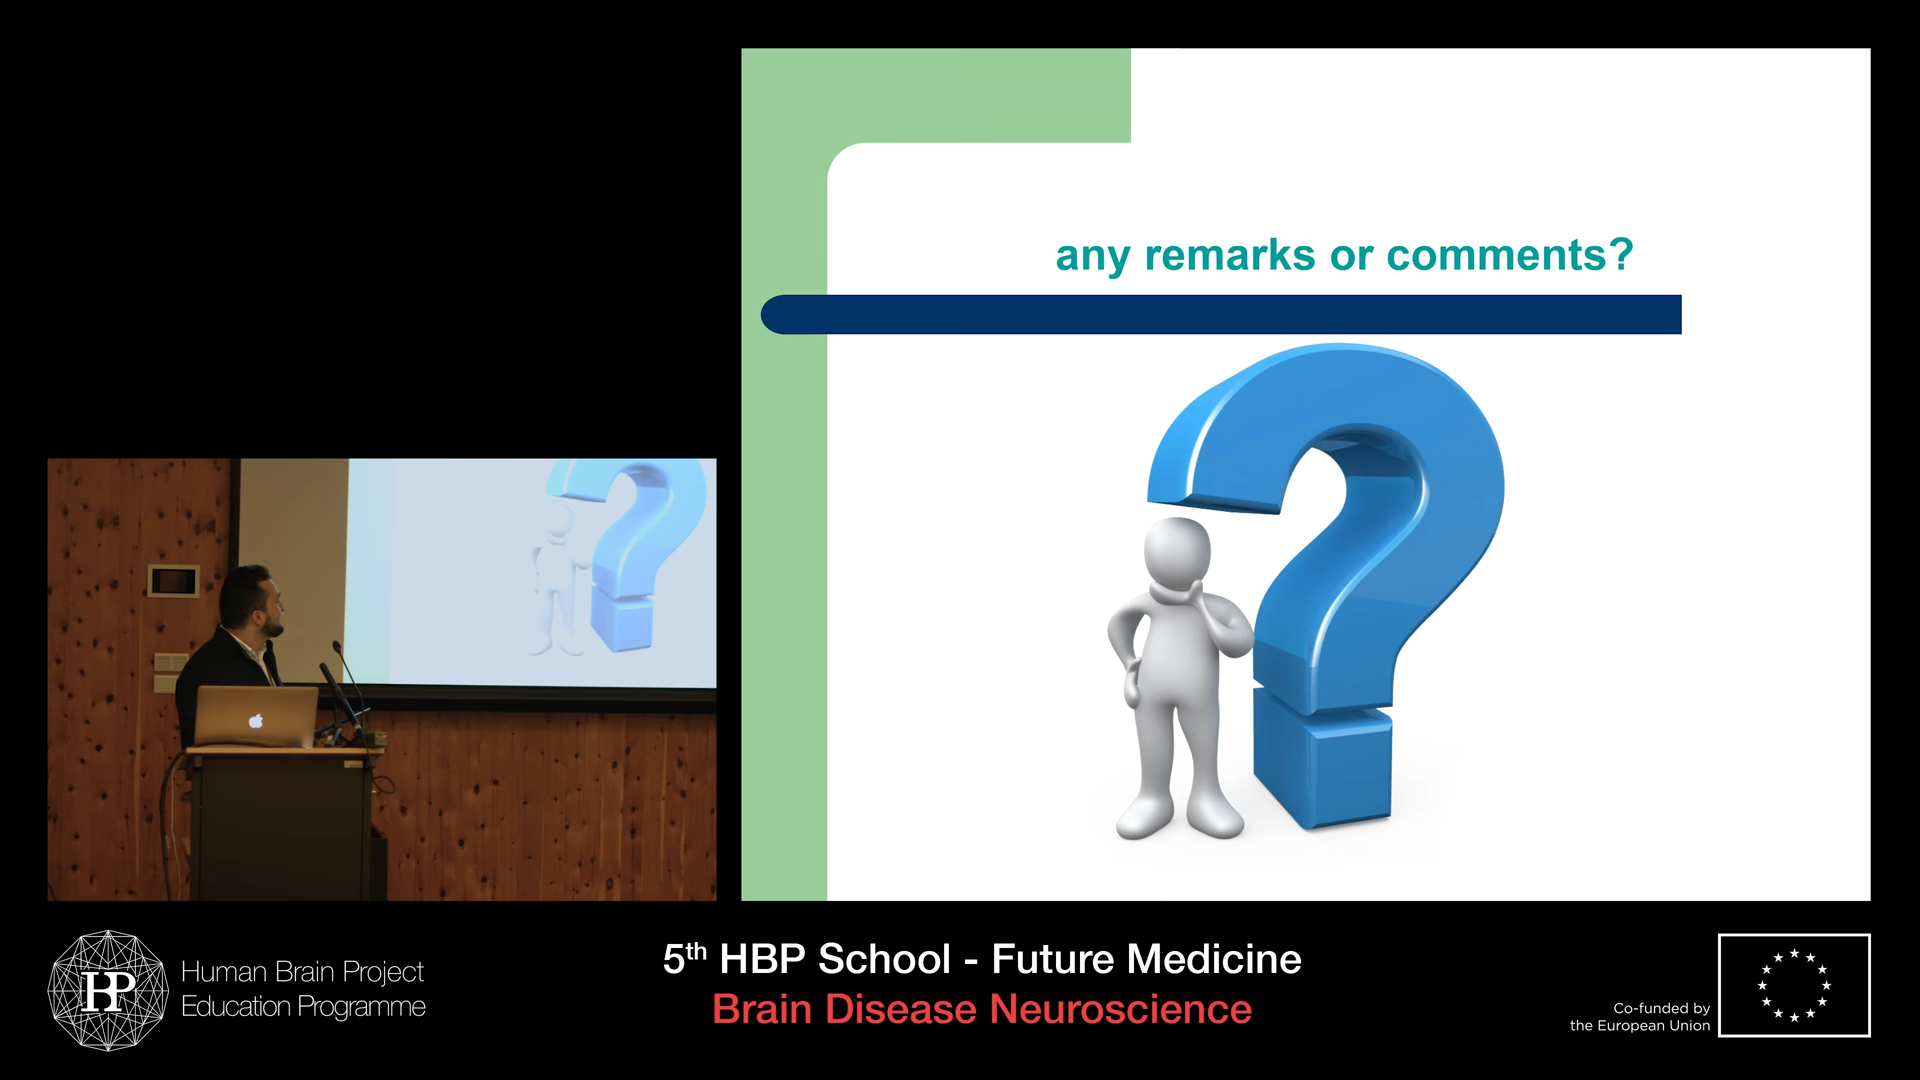 any remarks or comments?
HBP
Human Brain Project
Education Programme
5th HBP School - Future Medicine
Brain Disease Neuroscience
Co-funded by
the European Union